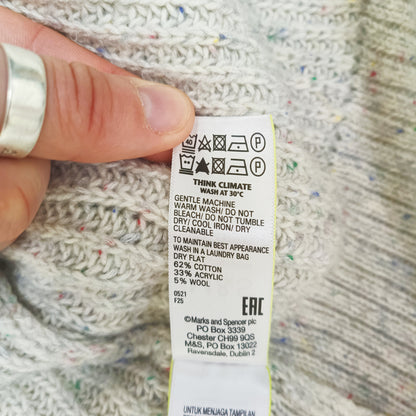 THINK CLIMATE
WASH AT 30°C
GENTLE MACHINE
WARM WASH/ DO NOT
BLEACH/ DO NOT TUMBLE
DRY/ COOL IRON/ DRY
CLEANABLE
TO MAINTAIN BEST APPEARANCE
WASH IN A LAUNDRY BAG
DRY FLAT
62% COTTON
33% ACRYLIC
5% WOOL
0521
F25
EAC
©Marks and Spencer plc
PO Box 3339
Chester CH99 9QS
M&S, PO Box 13022
Ravensdale, Dublin 2
UNTUK MENJAGA TAMPILAN